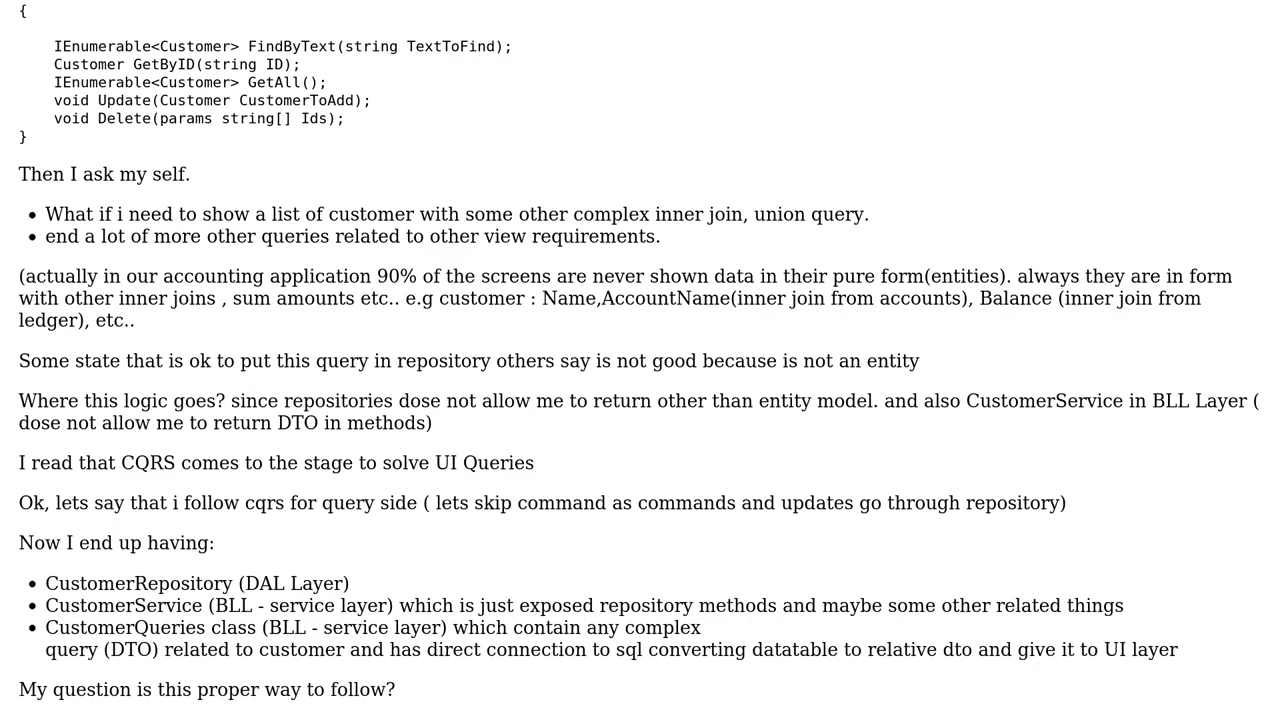 {
IEnumerable<Customer> FindByText(string TextToFind);
Customer GetByID(string ID);
IEnumerable<Customer> GetAll();
void Update(Customer CustomerToAdd);
void Delete(params string[] Ids);
}
Then I ask my self.
• What if i need to show a list of customer with some other complex inner join, union query.
• end a lot of more other queries related to other view requirements.
(actually in our accounting application 90% of the screens are never shown data in their pure form(entities). always they are in form
with other inner joins , sum amounts etc.. e.g customer : Name,AccountName(inner join from accounts), Balance (inner join from
ledger), etc..
Some state that is ok to put this query in repository others say is not good because is not an entity
Where this logic goes? since repositories dose not allow me to return other than entity model. and also CustomerService in BLL Layer (
dose not allow me to return DTO in methods)
I read that CQRS comes to the stage to solve UI Queries
Ok, lets say that i follow cqrs for query side ( lets skip command as commands and updates go through repository)
Now I end up having:
• CustomerRepository (DAL Layer)
• CustomerService (BLL - service layer) which is just exposed repository methods and maybe some other related things
• CustomerQueries class (BLL - service layer) which contain any complex
query (DTO) related to customer and has direct connection to sql converting datatable to relative dto and give it to UI layer
My question is this proper way to follow?